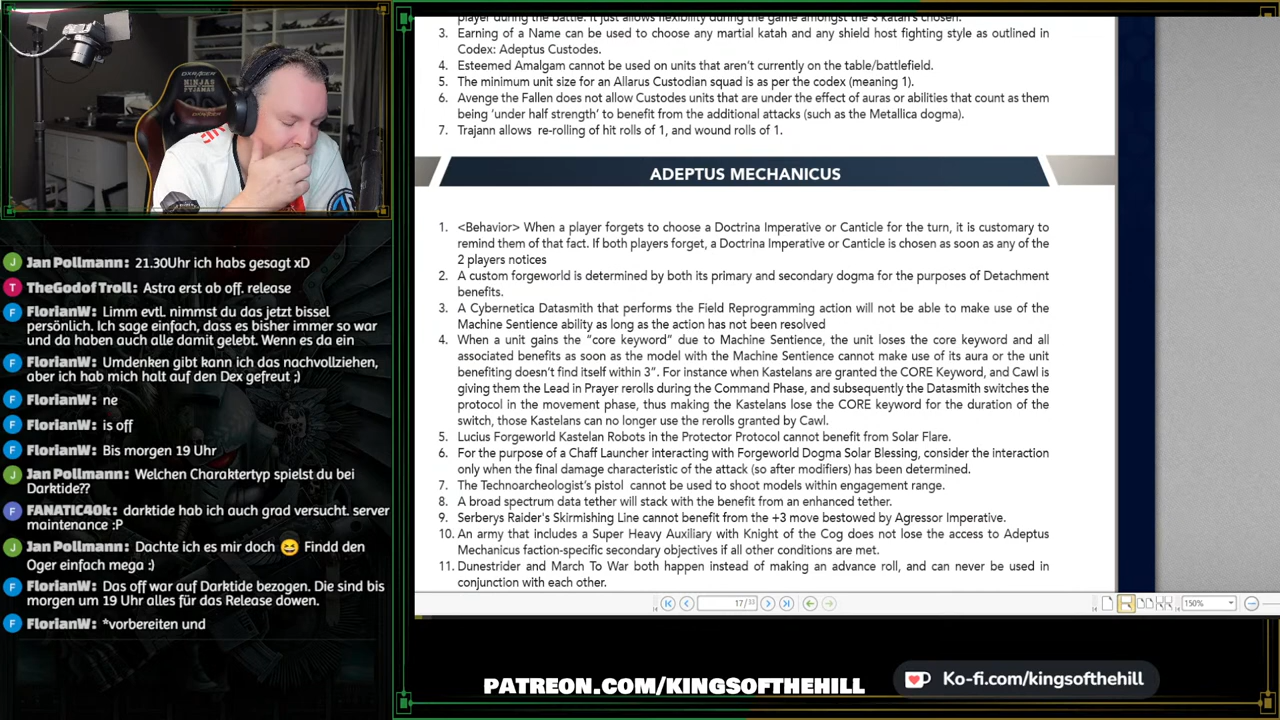 player during the battle. It just allows flexibility during the game amongst the 3 katah's chosen.
3. Earning of a Name can be used to choose any martial katah and any shield host fighting style as outlined in
Codex: Adeptus Custodes.
4. Esteemed Amalgam cannot be used on units that aren't currently on the table/battlefield.
5. The minimum unit size for an Allarus Custodian squad is as per the codex (meaning 1).
6. Avenge the Fallen does not allow Custodes units that are under the effect of auras or abilities that count as them
being 'under half strength' to benefit from the additional attacks (such as the Metallica dogma).
7. Trajann allows re-rolling of hit rolls of 1, and wound rolls of 1.
ADEPTUS MECHANICUS
1. <Behavior> When a player forgets to choose a Doctrina Imperative or Canticle for the turn, it is customary to
remind them of that fact. If both players forget, a Doctrina Imperative or Canticle is chosen as soon as any of the
2 players notices
2. A custom forgeworld is determined by both its primary and secondary dogma for the purposes of Detachment
benefits.
3. A Cybernetica Datasmith that performs the Field Reprogramming action will not be able to make use of the
Machine Sentience ability as long as the action has not been resolved
4. When a unit gains the "core keyword" due to Machine Sentience, the unit loses the core keyword and all
associated benefits as soon as the model with the Machine Sentience cannot make use of its aura or the unit
benefiting doesn't find itself within 3". For instance when Kastelans are granted the CORE Keyword, and Cawl is
giving them the Lead in Prayer rerolls during the Command Phase, and subsequently the Datasmith switches the
protocol in the movement phase, thus making the Kastelans lose the CORE keyword for the duration of the
switch, those Kastelans can no longer use the rerolls granted by Cawl.
5. Lucius Forgeworld Kastelan Robots in the Protector Protocol cannot benefit from Solar Flare.
6. For the purpose of a Chaff Launcher interacting with Forgeworld Dogma Solar Blessing, consider the interaction
only when the final damage characteristic of the attack (so after modifiers) has been determined.
7. The Technoarcheologist's pistol cannot be used to shoot models within engagement range.
8. A broad spectrum data tether will stack with the benefit from an enhanced tether.
9. Serberys Raider's Skirmishing Line cannot benefit from the +3 move bestowed by Agressor Imperative.
10. An army that includes a Super Heavy Auxiliary with Knight of the Cog does not lose the access to Adeptus
Mechanicus faction-specific secondary objectives if all other conditions are met.
11. Dunestrider and March To War both happen instead of making an advance roll, and can never be used in
conjunction with each other.
17/33
150%
DXRACER
NINJAS
PYJAMAS
J Jan Pollmann: 21.30Uhr ich habs gesagt xD
T TheGodof Troll: Astra erst ab off. release
F FlorianW: Limm evtl. nimmst du das jetzt bissel
persönlich. Ich sage einfach, dass es bisher immer so war
und da haben auch alle damit gelebt. Wenn es da ein
F FlorianW: Umdenken gibt kann ich das nachvollziehen,
aber ich hab mich halt auf den Dex gefreut ;)
F FlorianW: ne
F FlorianW: is off
F FlorianW: Bis morgen 19 Uhr
J Jan Pollmann: Welchen Charaktertyp spielst du bei
Darktide??
F FANATIC40k: darktide hab ich auch grad versucht. server
maintenance :P
J Jan Pollmann: Dachte ich es mir doch 😆 Findd den
Oger einfach mega :)
F FlorianW: Das off war auf Darktide bezogen. Die sind bis
morgen um 19 Uhr alles für das Release dowen.
F FlorianW: *vorbereiten und
PATREON.COM/KINGSOFTHEHILL
Ko-fi.com/kingsofthehill